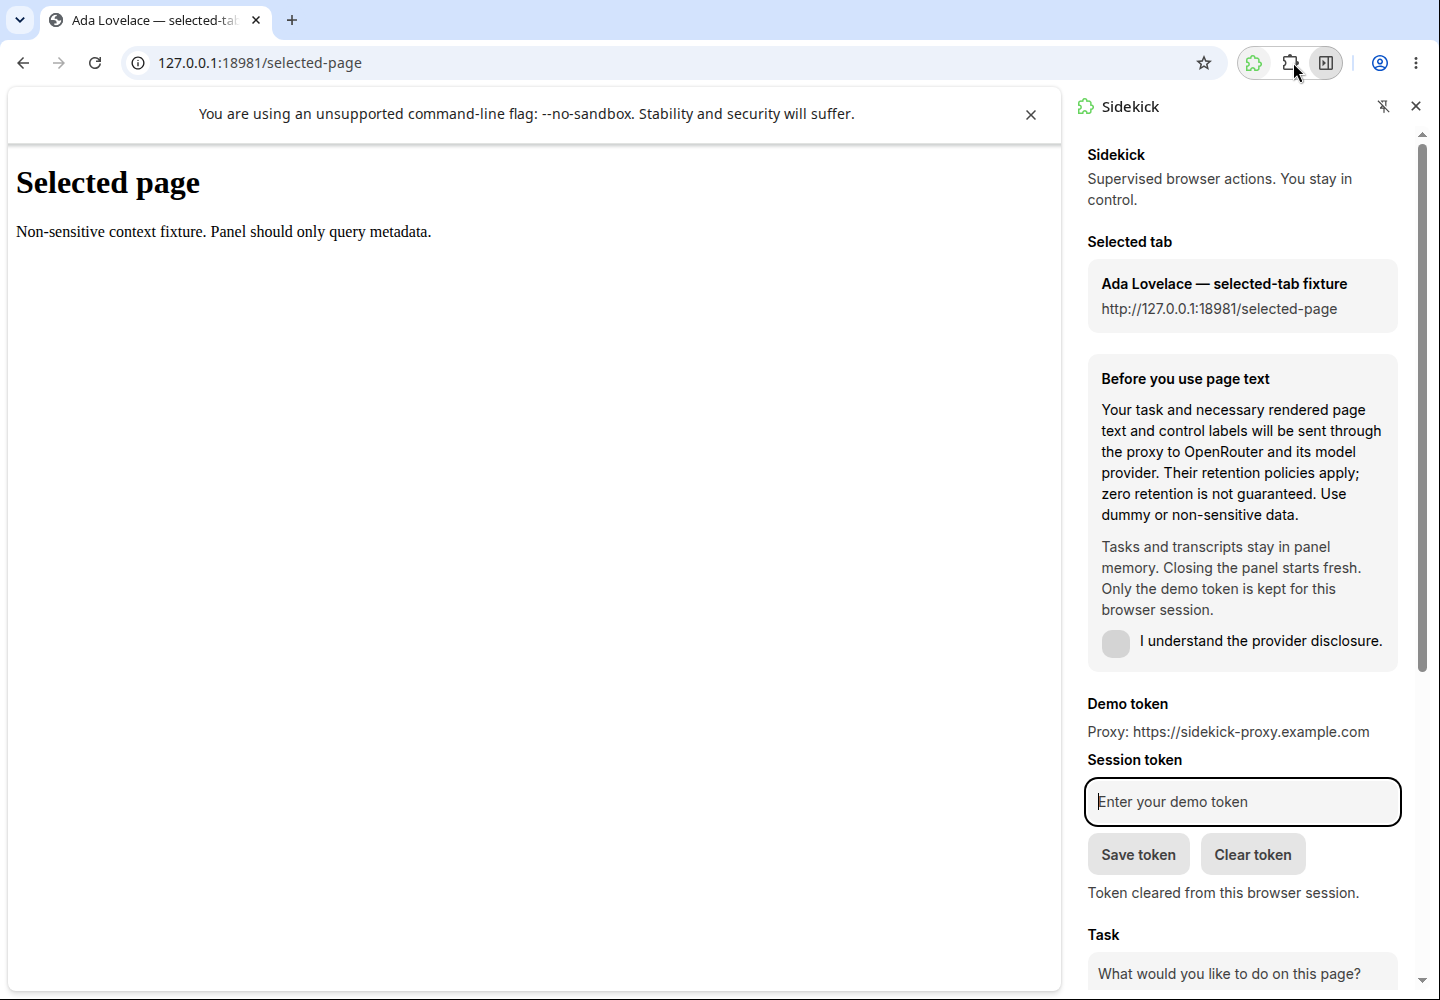 Ada Lovelace — selected-tab
127.0.0.1:18981/selected-page
You are using an unsupported command-line flag: --no-sandbox. Stability and security will suffer.
Selected page
Non-sensitive context fixture. Panel should only query metadata.
Sidekick
Sidekick
Supervised browser actions. You stay in
control.
Selected tab
Ada Lovelace — selected-tab fixture
http://127.0.0.1:18981/selected-page
Before you use page text
Your task and necessary rendered page
text and control labels will be sent through
the proxy to OpenRouter and its model
provider. Their retention policies apply;
zero retention is not guaranteed. Use
dummy or non-sensitive data.
Tasks and transcripts stay in panel
memory. Closing the panel starts fresh.
Only the demo token is kept for this
browser session.
I understand the provider disclosure.
Demo token
Proxy: https://sidekick-proxy.example.com
Session token
Enter your demo token
Save token
Clear token
Token cleared from this browser session.
Task
What would you like to do on this page?